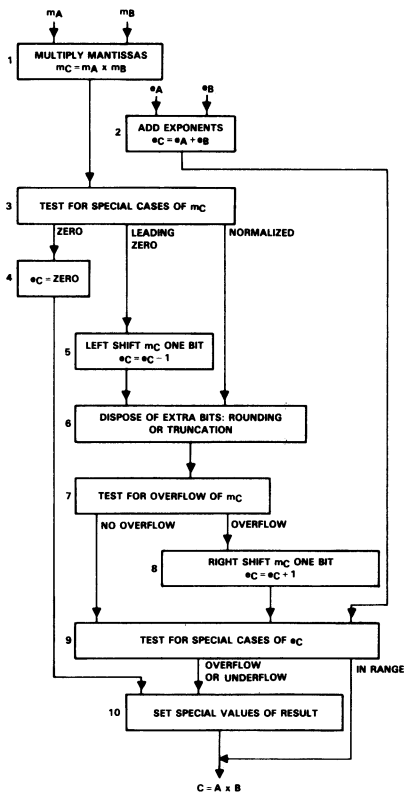 mA mB
1 MULTIPLY MANTISSAS
mC = mA x mB
eA eB
2 ADD EXPONENTS
eC = eA + eB
3 TEST FOR SPECIAL CASES OF mC
ZERO LEADING ZERO NORMALIZED
4 eC = ZERO
5 LEFT SHIFT mC ONE BIT
eC = eC - 1
6 DISPOSE OF EXTRA BITS: ROUNDING
OR TRUNCATION
7 TEST FOR OVERFLOW OF mC
NO OVERFLOW OVERFLOW
8 RIGHT SHIFT mC ONE BIT
eC = eC + 1
9 TEST FOR SPECIAL CASES OF eC
OVERFLOW
OR UNDERFLOW
IN RANGE
10 SET SPECIAL VALUES OF RESULT
C = A x B